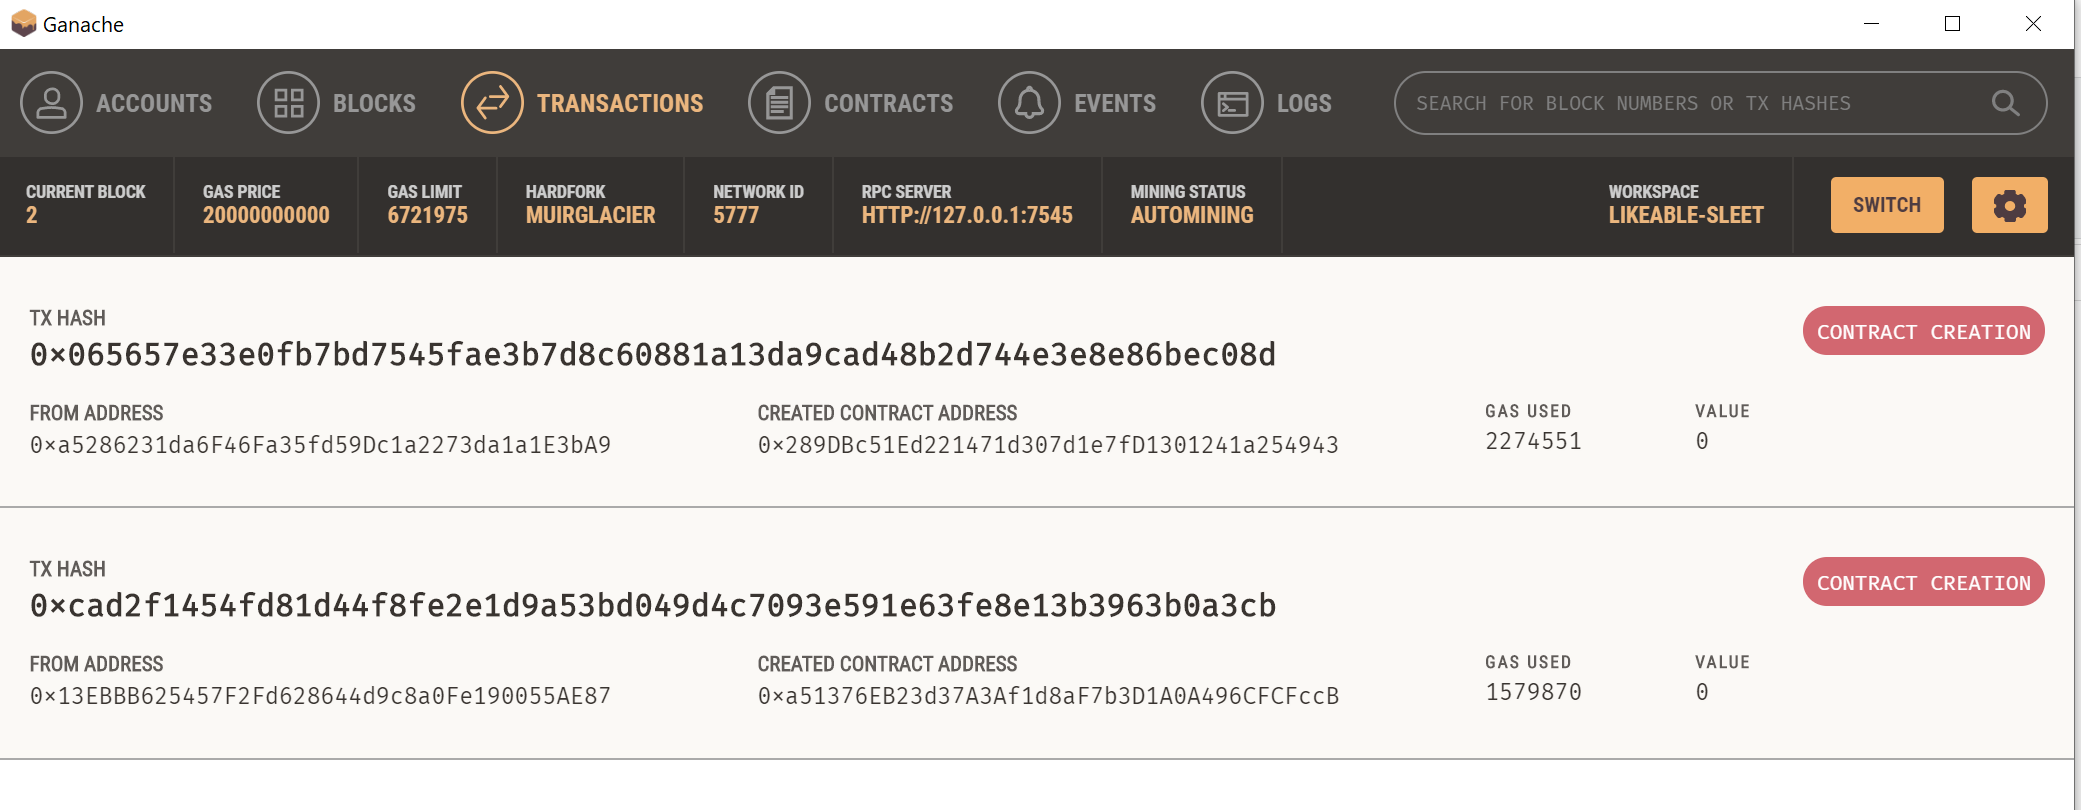 Ganache
ACCOUNTS BLOCKS TRANSACTIONS CONTRACTS EVENTS LOGS SEARCH FOR BLOCK NUMBERS OR TX HASHES
CURRENT BLOCK GAS PRICE GAS LIMIT HARDFORK NETWORK ID RPC SERVER MINING STATUS WORKSPACE
2 20000000000 6721975 MUIRGLACIER 5777 HTTP://127.0.0.1:7545 AUTOMINING LIKEABLE-SLEET SWITCH
TX HASH
0×065657e33e0fb7bd7545fae3b7d8c60881a13da9cad48b2d744e3e8e86bec08d CONTRACT CREATION
FROM ADDRESS CREATED CONTRACT ADDRESS GAS USED VALUE
0×a5286231da6F46Fa35fd59Dc1a2273da1a1E3bA9 0×289DBc51Ed221471d307d1e7fD1301241a254943 2274551 0
TX HASH
0×cad2f1454fd81d44f8fe2e1d9a53bd049d4c7093e591e63fe8e13b3963b0a3cb CONTRACT CREATION
FROM ADDRESS CREATED CONTRACT ADDRESS GAS USED VALUE
0×13EBBB625457F2Fd628644d9c8a0Fe190055AE87 0×a51376EB23d37A3Af1d8aF7b3D1A0A496CFCFccB 1579870 0